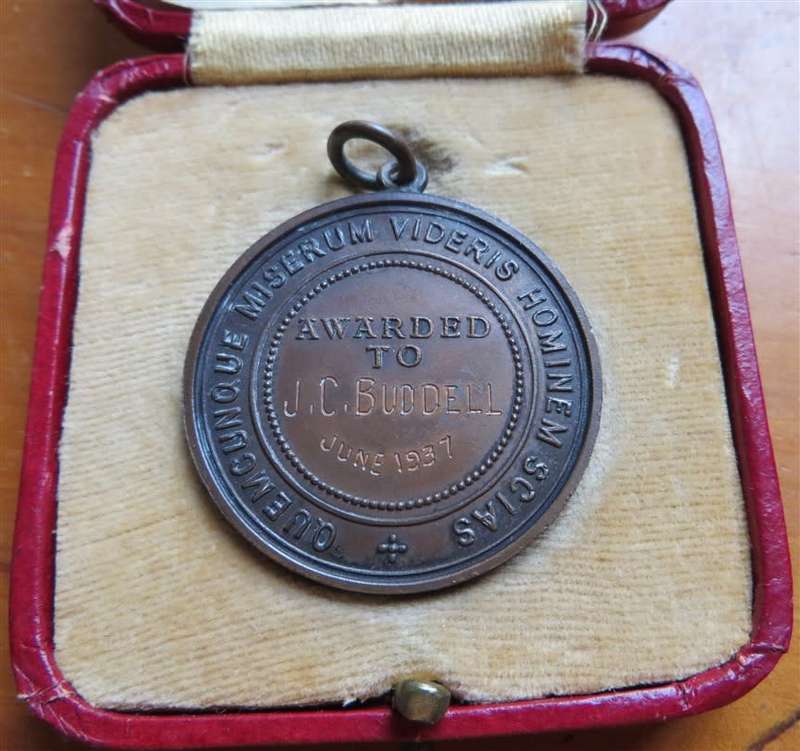 QUEMCUNQUE MISERUM VIDERIS HOMINEM SCIAS
AWARDED
TO
J.C. BUDDELL
JUNE 1937